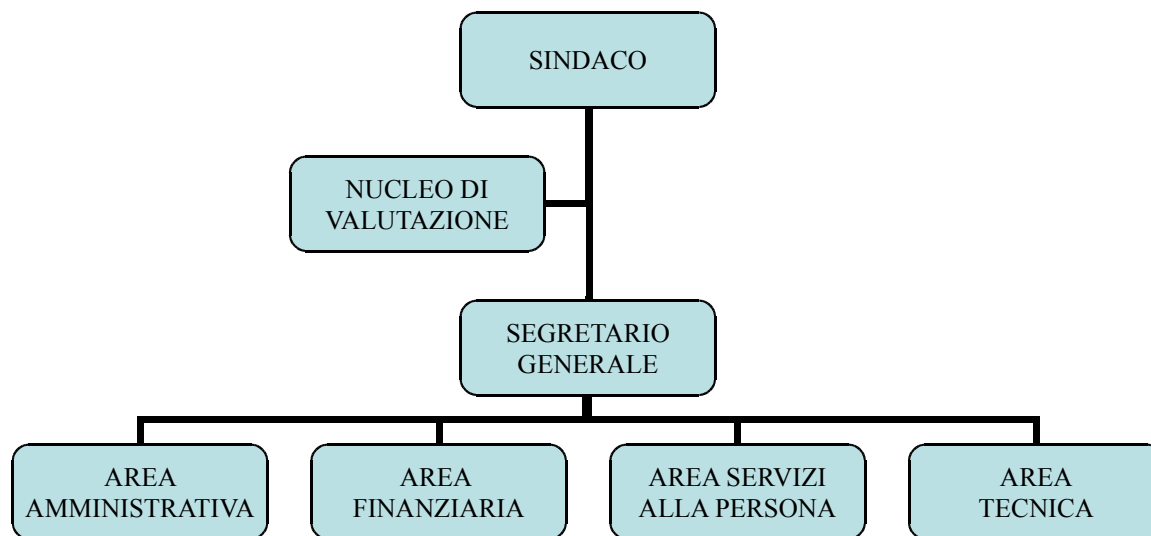 SINDACO
NUCLEO DI
VALUTAZIONE
SEGRETARIO
GENERALE
AREA
AMMINISTRATIVA
AREA
FINANZIARIA
AREA SERVIZI
ALLA PERSONA
AREA
TECNICA